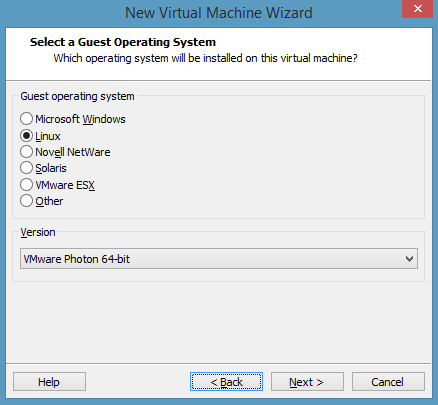 New Virtual Machine Wizard
Select a Guest Operating System
Which operating system will be installed on this virtual machine?
Guest operating system
Microsoft Windows
Linux
Novell NetWare
Solaris
VMware ESX
Other
Version
VMware Photon 64-bit
Help
< Back
Next >
Cancel